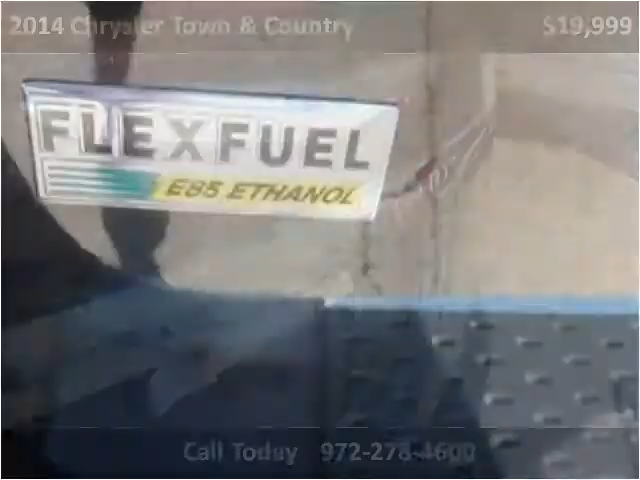 2014 Chrysler Town & Country $19,999
FLEXFUEL
E85 ETHANOL
Call Today 972-278-4600